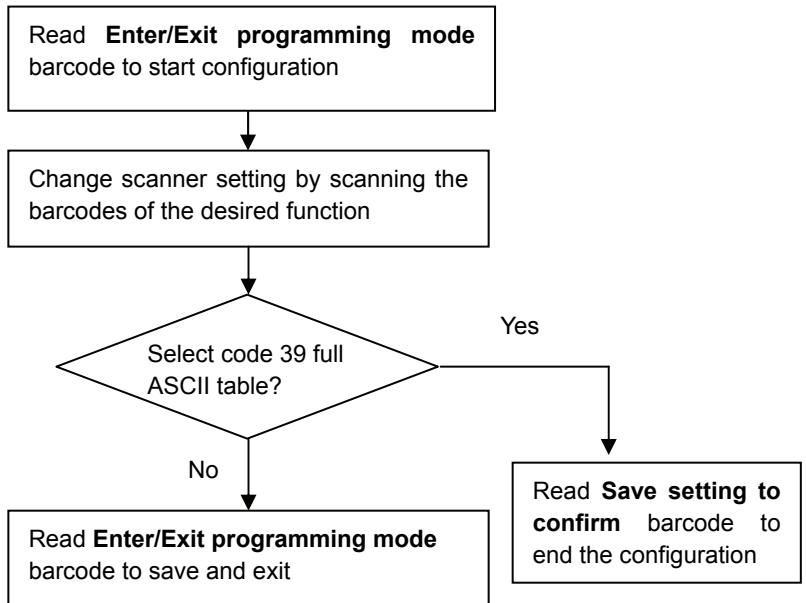 Read Enter/Exit programming mode
barcode to start configuration
Change scanner setting by scanning the
barcodes of the desired function
Select code 39 full
ASCII table?
Yes
No
Read Save setting to
confirm barcode to
end the configuration
Read Enter/Exit programming mode
barcode to save and exit